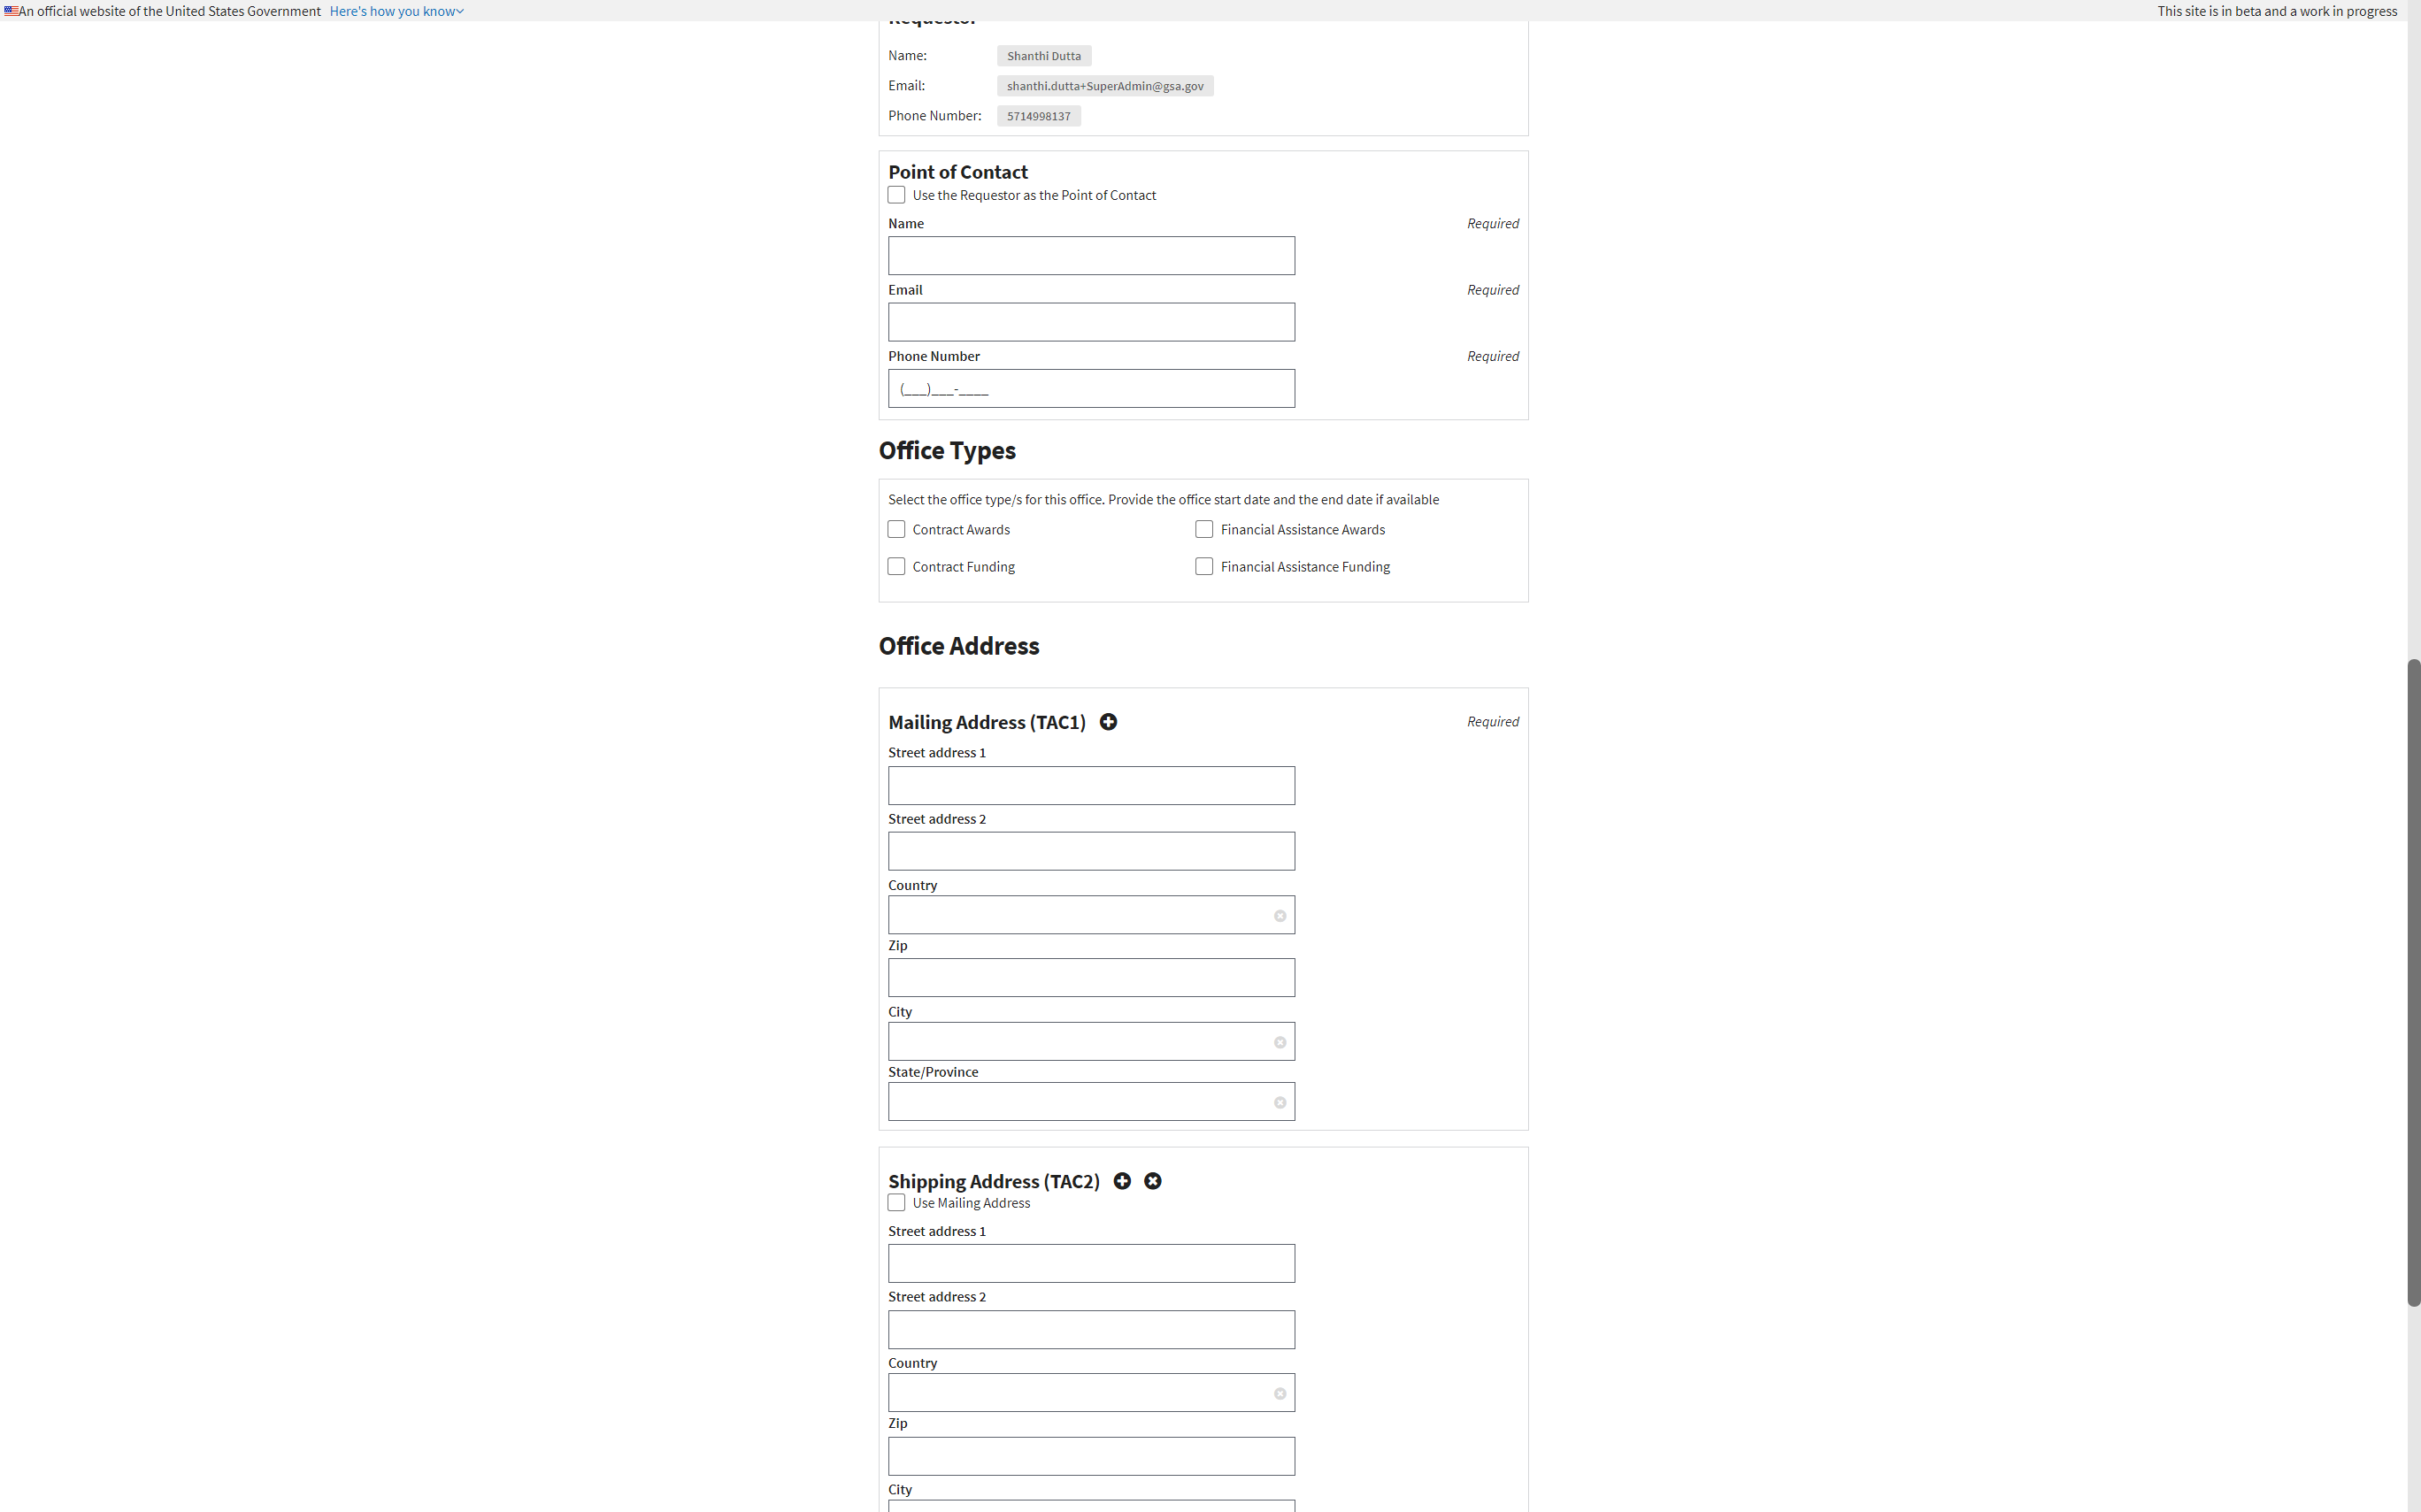 An official website of the United States Government Here's how you know
This site is in beta and a work in progress
Requestor
Name: Shanthi Dutta
Email: shanthi.dutta+SuperAdmin@gsa.gov
Phone Number: 5714998137
Point of Contact
Use the Requestor as the Point of Contact
Name Required
Email Required
Phone Number Required
(___)___-____
Office Types
Select the office type/s for this office. Provide the office start date and the end date if available
Contract Awards Financial Assistance Awards
Contract Funding Financial Assistance Funding
Office Address
Mailing Address (TAC1) Required
Street address 1
Street address 2
Country
Zip
City
State/Province
Shipping Address (TAC2)
Use Mailing Address
Street address 1
Street address 2
Country
Zip
City